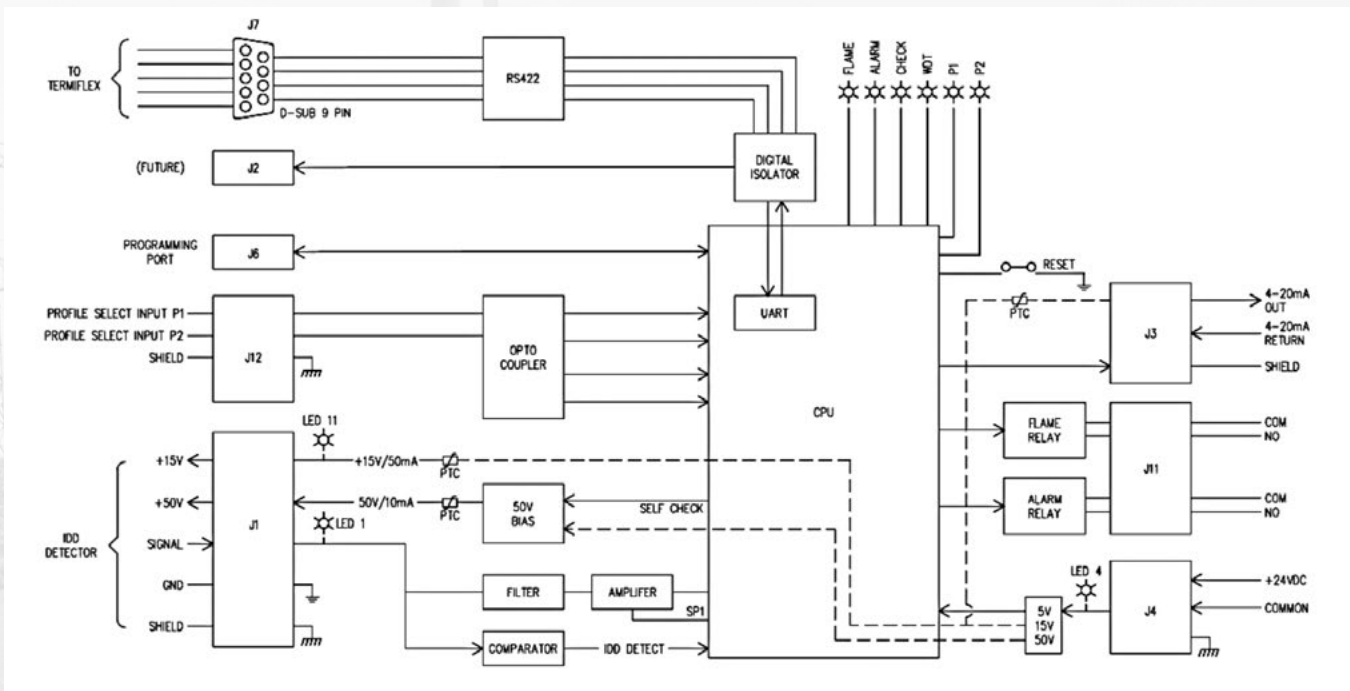 J7
TO
TERMIFLEX
D-SUB 9 PIN
RS422
FLAME
ALARM
CHECK
WDT
P1
P2
(FUTURE)
J2
DIGITAL
ISOLATOR
PROGRAMMING
PORT
J6
UART
RESET
PTC
PROFILE SELECT INPUT P1
PROFILE SELECT INPUT P2
SHIELD
J12
OPTO
COUPLER
CPU
J3
4-20mA
OUT
4-20mA
RETURN
SHIELD
FLAME
RELAY
ALARM
RELAY
J11
COM
NO
COM
NO
IDD
DETECTOR
+15V
+50V
SIGNAL
GND
SHIELD
J1
LED 11
+15V/50mA
PTC
50V/10mA
PTC
LED 1
50V
BIAS
SELF CHECK
FILTER
AMPLIFER
SP1
COMPARATOR
IDD DETECT
5V
15V
50V
LED 4
J4
+24VDC
COMMON